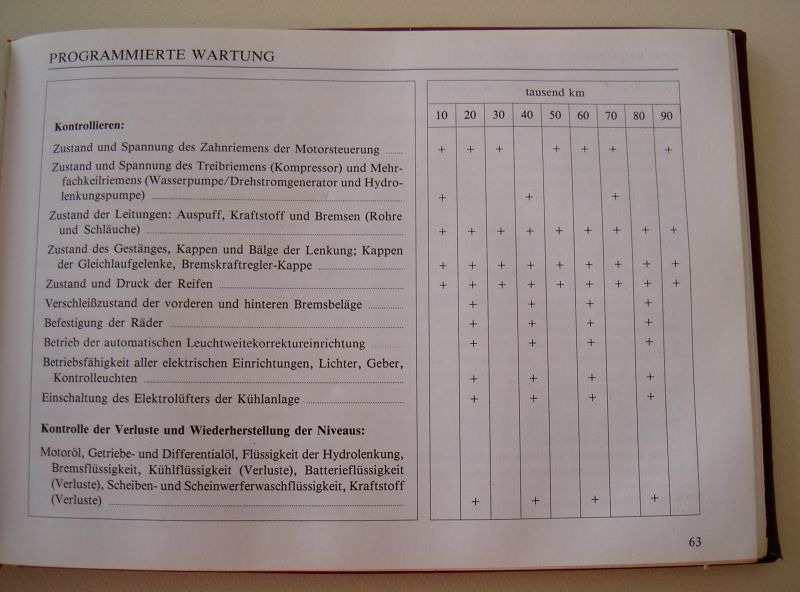 PROGRAMMIERTE WARTUNG
tausend km
10 20 30 40 50 60 70 80 90
Kontrollieren:
Zustand und Spannung des Zahnriemens der Motorsteuerung ........ + + + + + + +
Zustand und Spannung des Treibriemens (Kompressor) und Mehr-
fachkeilriemens (Wasserpumpe/Drehstromgenerator und Hydro-
lenkungspumpe) ........ + + +
Zustand der Leitungen: Auspuff, Kraftstoff und Bremsen (Rohre
und Schläuche) ........ + + + + + + + + +
Zustand des Gestänges, Kappen und Bälge der Lenkung; Kappen
der Gleichlaufgelenke, Bremskraftregler-Kappe ........ + + + + + + + + +
Zustand und Druck der Reifen ........ + + + + + + + + +
Verschleißzustand der vorderen und hinteren Bremsbeläge ........ + + + +
Befestigung der Räder ........ + + + +
Betrieb der automatischen Leuchtweitekorrektureinrichtung ........ + + + +
Betriebsfähigkeit aller elektrischen Einrichtungen, Lichter, Geber,
Kontrolleuchten ........ + + + +
Einschaltung des Elektrolüfters der Kühlanlage ........ + + + +
Kontrolle der Verluste und Wiederherstellung der Niveaus:
Motoröl, Getriebe- und Differentialöl, Flüssigkeit der Hydrolenkung,
Bremsflüssigkeit, Kühlflüssigkeit (Verluste), Batterieflüssigkeit
(Verluste), Scheiben- und Scheinwerferwaschflüssigkeit, Kraftstoff
(Verluste) ........ + + + +
63